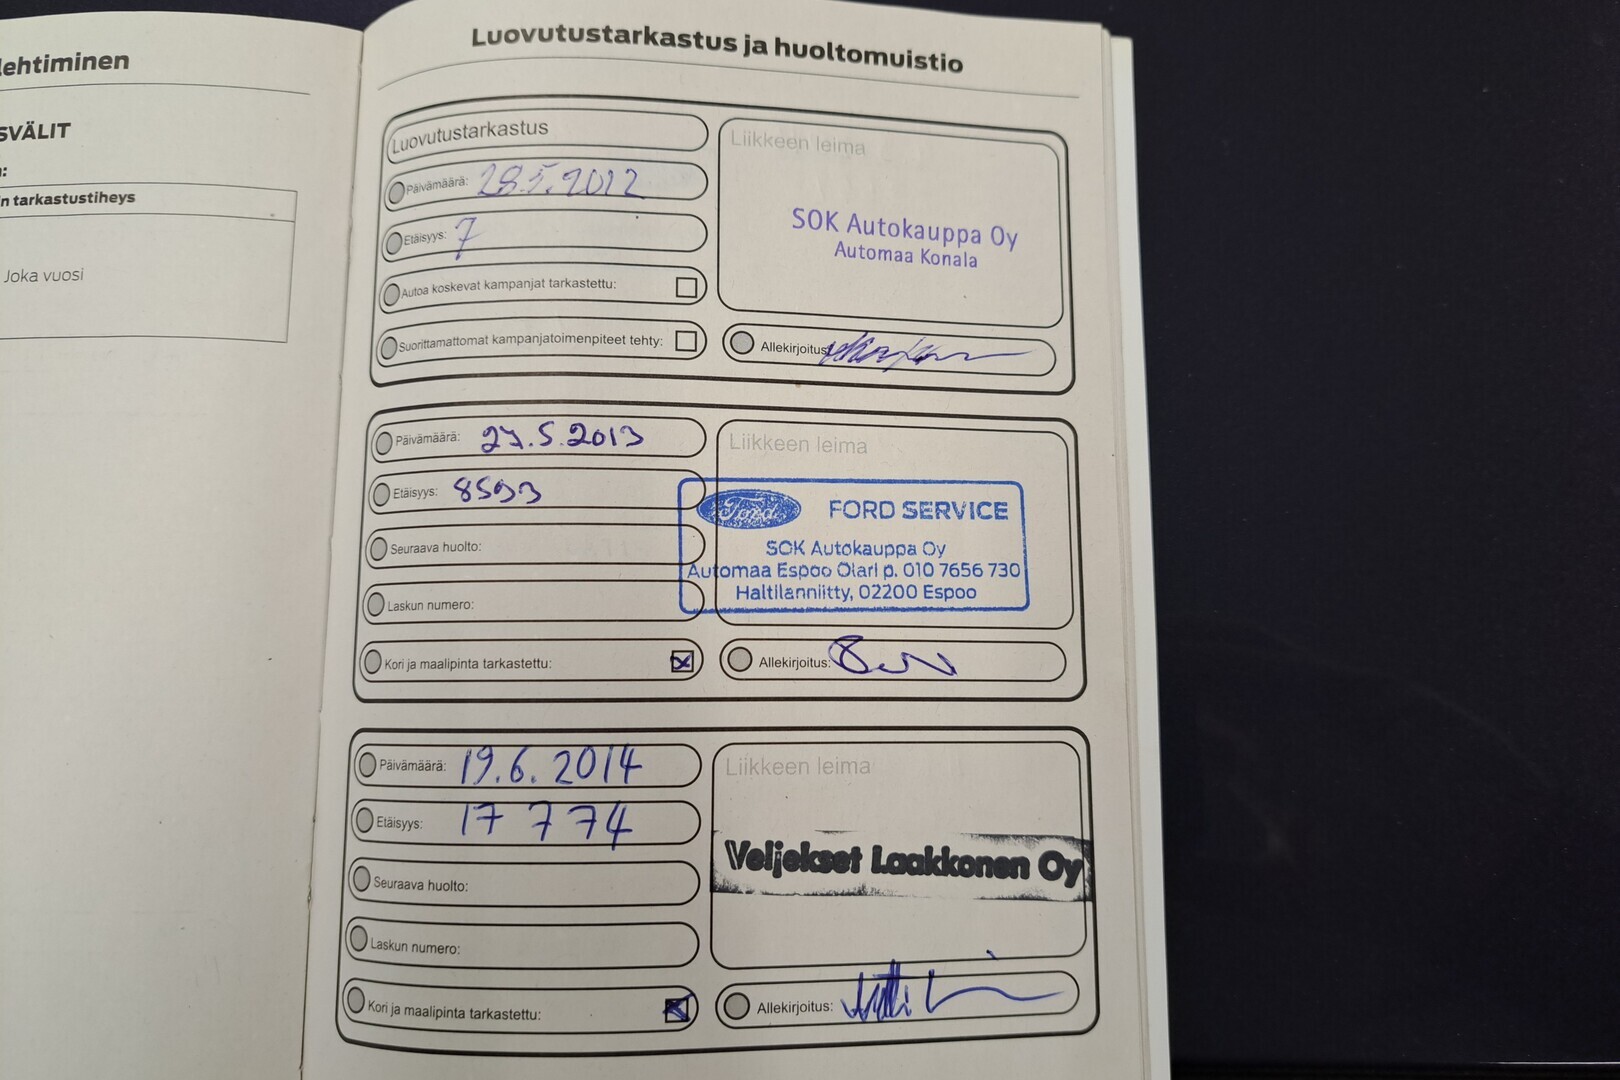 lehtiminen
SVÄLIT
n tarkastustiheys
Joka vuosi
Luovutustarkastus ja huoltomuistio
Luovutustarkastus
Päivämäärä: 28.5.2012
Etäisyys: 7
Autoa koskevat kampanjat tarkastettu:
Suorittamattomat kampanjatoimenpiteet tehty:
Liikkeen leima
SOK Autokauppa Oy
Automaa Konala
Allekirjoitus:
Päivämäärä: 27.5.2013
Etäisyys: 8593
Seuraava huolto:
Laskun numero:
Kori ja maalipinta tarkastettu: x
Liikkeen leima
Ford FORD SERVICE
SOK Autokauppa Oy
Automaa Espoo Olari p. 010 7656 730
Haltilanniitty, 02200 Espoo
Allekirjoitus:
Päivämäärä: 19.6.2014
Etäisyys: 17 774
Seuraava huolto:
Laskun numero:
Kori ja maalipinta tarkastettu: x
Liikkeen leima
Veljekset Laakkonen Oy
Allekirjoitus: